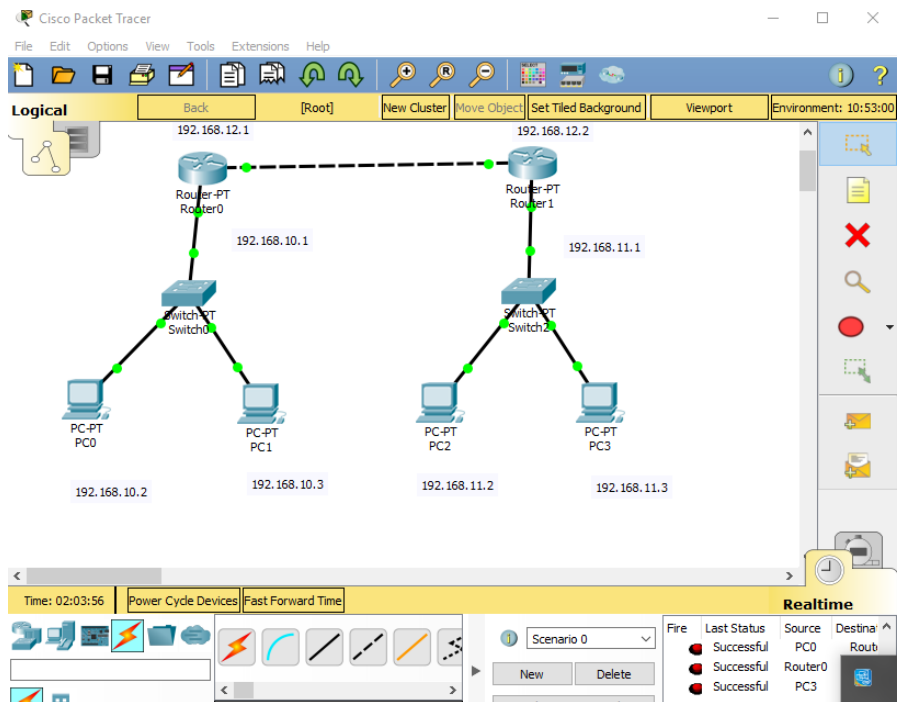 Cisco Packet Tracer
File Edit Options View Tools Extensions Help
Logical Back [Root] New Cluster Move Object Set Tiled Background Viewport Environment: 10:53:00
192.168.12.1 192.168.12.2
Router-PT
Router0
Router-PT
Router1
192.168.10.1 192.168.11.1
Switch-PT
Switch0
Switch-PT
Switch2
PC-PT
PC0
PC-PT
PC1
PC-PT
PC2
PC-PT
PC3
192.168.10.2 192.168.10.3 192.168.11.2 192.168.11.3
Time: 02:03:56 Power Cycle Devices Fast Forward Time Realtime
Scenario 0
New Delete
Fire Last Status Source Destinat
Successful PC0 Rout
Successful Router0
Successful PC3